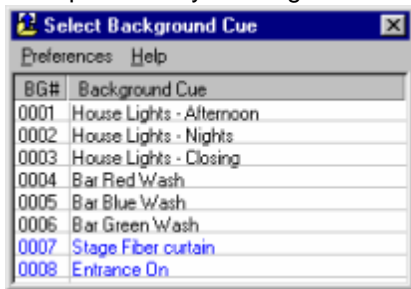 Select Background Cue
Preferences Help
BG# Background Cue
0001 House Lights - Afternoon
0002 House Lights - Nights
0003 House Lights - Closing
0004 Bar Red Wash
0005 Bar Blue Wash
0006 Bar Green Wash
0007 Stage Fiber curtain
0008 Entrance On